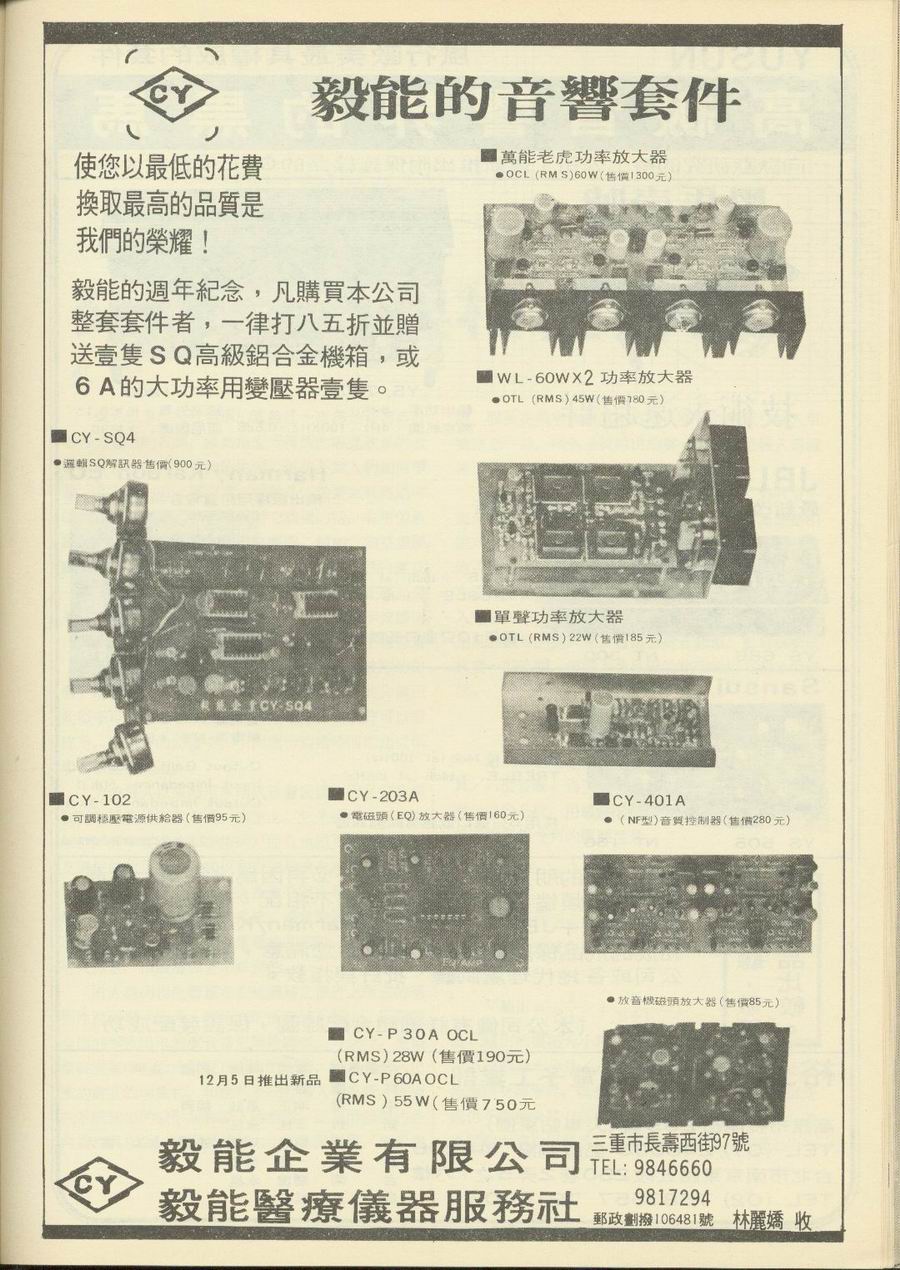 CY
毅能的音響套件
使您以最低的花費
換取最高的品質是
我們的榮耀！
毅能的週年紀念，凡購買本公司
整套套件者，一律打八五折並贈
送壹隻SQ高級鋁合金機箱，或
6A的大功率用變壓器壹隻。
■萬能老虎功率放大器
●OCL (RMS)60W(售價1300元)
■WL-60WX2 功率放大器
●OTL (RMS)45W(售價780元)
■CY-SQ4
●邏輯SQ解訊器售價(900元)
毅能企業CY-SQ4
■單聲功率放大器
●OTL (RMS)22W(售價185元)
■CY-102
●可調穩壓電源供給器(售價95元)
■CY-203A
●電磁頭(EQ)放大器(售價160元)
■CY-401A
●(NF型)音質控制器(售價280元)
●放音機磁頭放大器(售價85元)
■CY-P30A OCL
(RMS)28W (售價190元)
12月5日推出新品 ■CY-P60AOCL
(RMS) 55W(售價750元
CY
毅能企業有限公司
毅能醫療儀器服務社
三重市長壽西街97號
TEL: 9846660
9817294
郵政劃撥106481號 林麗嬌 收